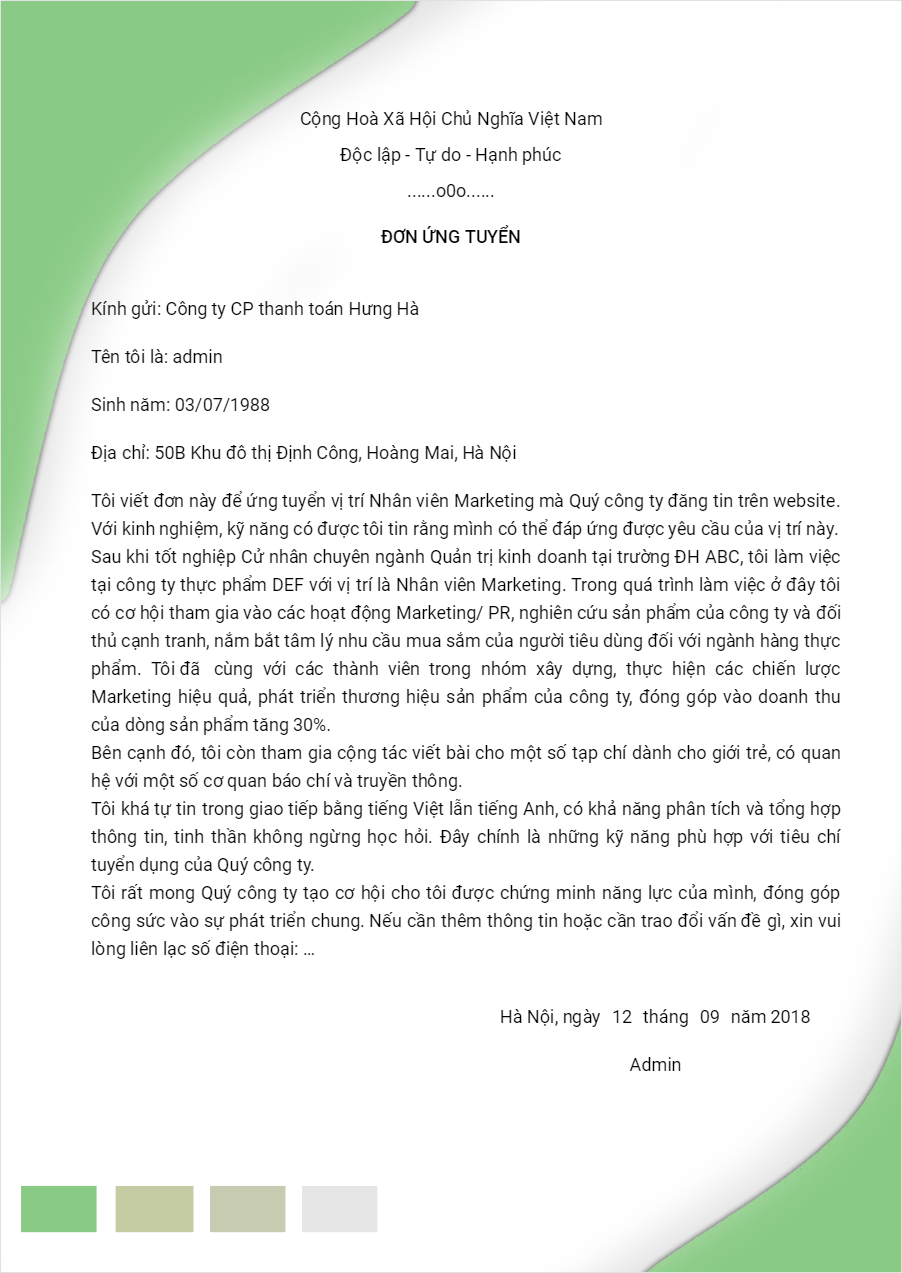 Cộng Hoà Xã Hội Chủ Nghĩa Việt Nam
Độc lập - Tự do - Hạnh phúc
......o0o......
ĐƠN ỨNG TUYỂN
Kính gửi: Công ty CP thanh toán Hưng Hà
Tên tôi là: admin
Sinh năm: 03/07/1988
Địa chỉ: 50B Khu đô thị Định Công, Hoàng Mai, Hà Nội
Tôi viết đơn này để ứng tuyển vị trí Nhân viên Marketing mà Quý công ty đăng tin trên website.
Với kinh nghiệm, kỹ năng có được tôi tin rằng mình có thể đáp ứng được yêu cầu của vị trí này.
Sau khi tốt nghiệp Cử nhân chuyên ngành Quản trị kinh doanh tại trường ĐH ABC, tôi làm việc
tại công ty thực phẩm DEF với vị trí là Nhân viên Marketing. Trong quá trình làm việc ở đây tôi
có cơ hội tham gia vào các hoạt động Marketing/ PR, nghiên cứu sản phẩm của công ty và đối
thủ cạnh tranh, nắm bắt tâm lý nhu cầu mua sắm của người tiêu dùng đối với ngành hàng thực
phẩm. Tôi đã cùng với các thành viên trong nhóm xây dựng, thực hiện các chiến lược
Marketing hiệu quả, phát triển thương hiệu sản phẩm của công ty, đóng góp vào doanh thu
của dòng sản phẩm tăng 30%.
Bên cạnh đó, tôi còn tham gia cộng tác viết bài cho một số tạp chí dành cho giới trẻ, có quan
hệ với một số cơ quan báo chí và truyền thông.
Tôi khá tự tin trong giao tiếp bằng tiếng Việt lẫn tiếng Anh, có khả năng phân tích và tổng hợp
thông tin, tinh thần không ngừng học hỏi. Đây chính là những kỹ năng phù hợp với tiêu chí
tuyển dụng của Quý công ty.
Tôi rất mong Quý công ty tạo cơ hội cho tôi được chứng minh năng lực của mình, đóng góp
công sức vào sự phát triển chung. Nếu cần thêm thông tin hoặc cần trao đổi vấn đề gì, xin vui
lòng liên lạc số điện thoại: ...
Hà Nội, ngày 12 tháng 09 năm 2018
Admin